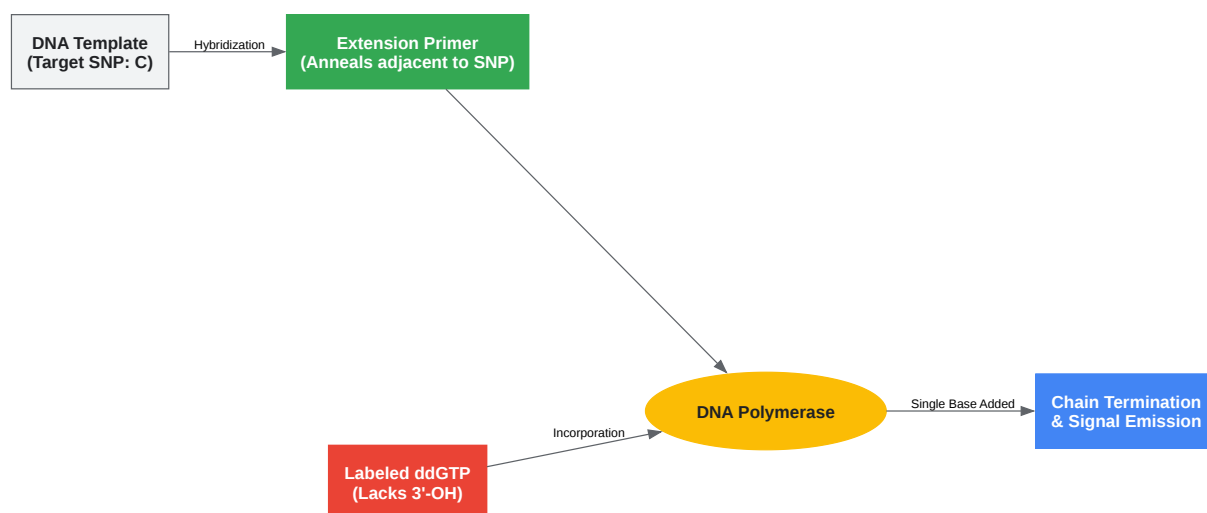 DNA Template
(Target SNP: C)
Hybridization
Extension Primer
(Anneals adjacent to SNP)
DNA Polymerase
Single Base Added
Chain Termination
& Signal Emission
Incorporation
Labeled ddGTP
(Lacks 3'-OH)